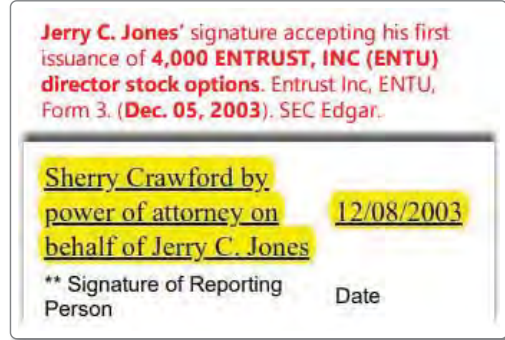 Jerry C. Jones' signature accepting his first
issuance of 4,000 ENTRUST, INC (ENTU)
director stock options. Entrust Inc, ENTU,
Form 3. (Dec. 05, 2003). SEC Edgar.
Sherry Crawford by
power of attorney on 12/08/2003
behalf of Jerry C. Jones
** Signature of Reporting
Person Date